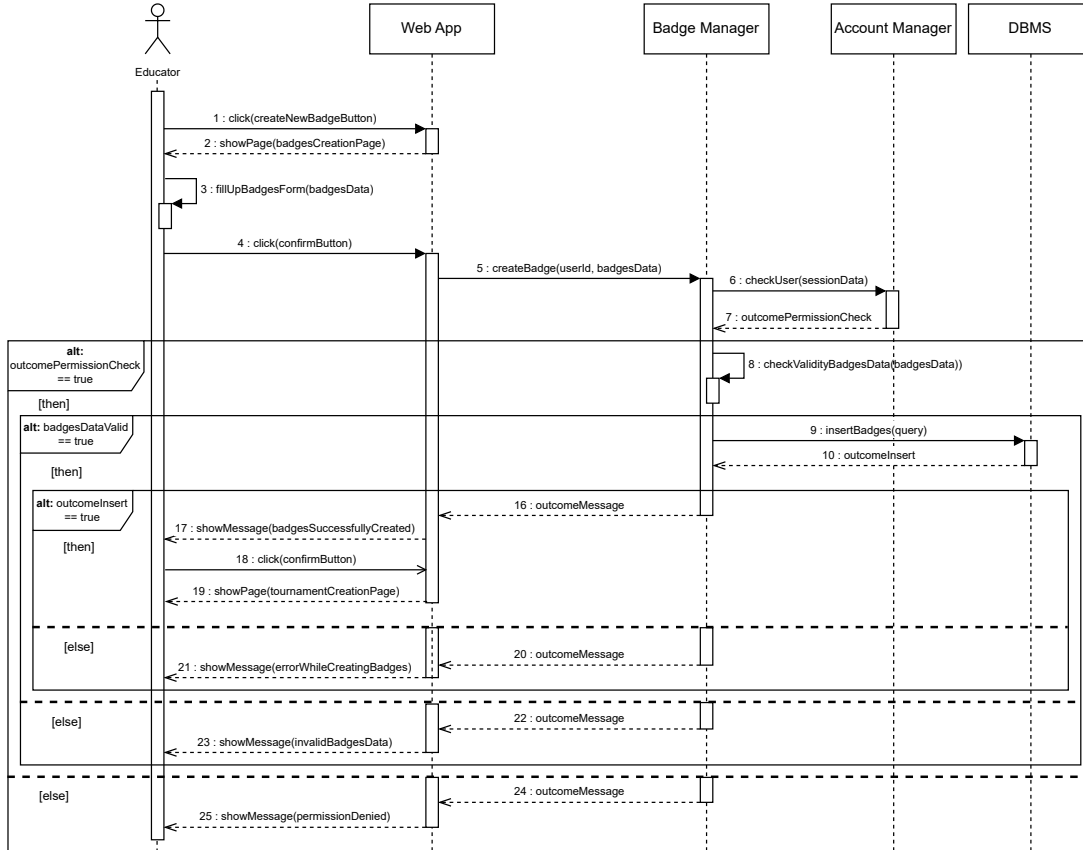 Web App
Badge Manager
Account Manager
DBMS
Educator
1 : click(createNewBadgeButton)
2 : showPage(badgesCreationPage)
3 : fillUpBadgesForm(badgesData)
4 : click(confirmButton)
5 : createBadge(userId, badgesData)
6 : checkUser(sessionData)
7 : outcomePermissionCheck
alt:
outcomePermissionCheck
== true
8 : checkValidityBadgesData(badgesData))
[then]
alt: badgesDataValid
== true
9 : insertBadges(query)
10 : outcomeInsert
[then]
alt: outcomeInsert
== true
16 : outcomeMessage
17 : showMessage(badgesSuccessfullyCreated)
[then]
18 : click(confirmButton)
19 : showPage(tournamentCreationPage)
[else]
20 : outcomeMessage
21 : showMessage(errorWhileCreatingBadges)
[else]
22 : outcomeMessage
23 : showMessage(invalidBadgesData)
[else]
24 : outcomeMessage
25 : showMessage(permissionDenied)